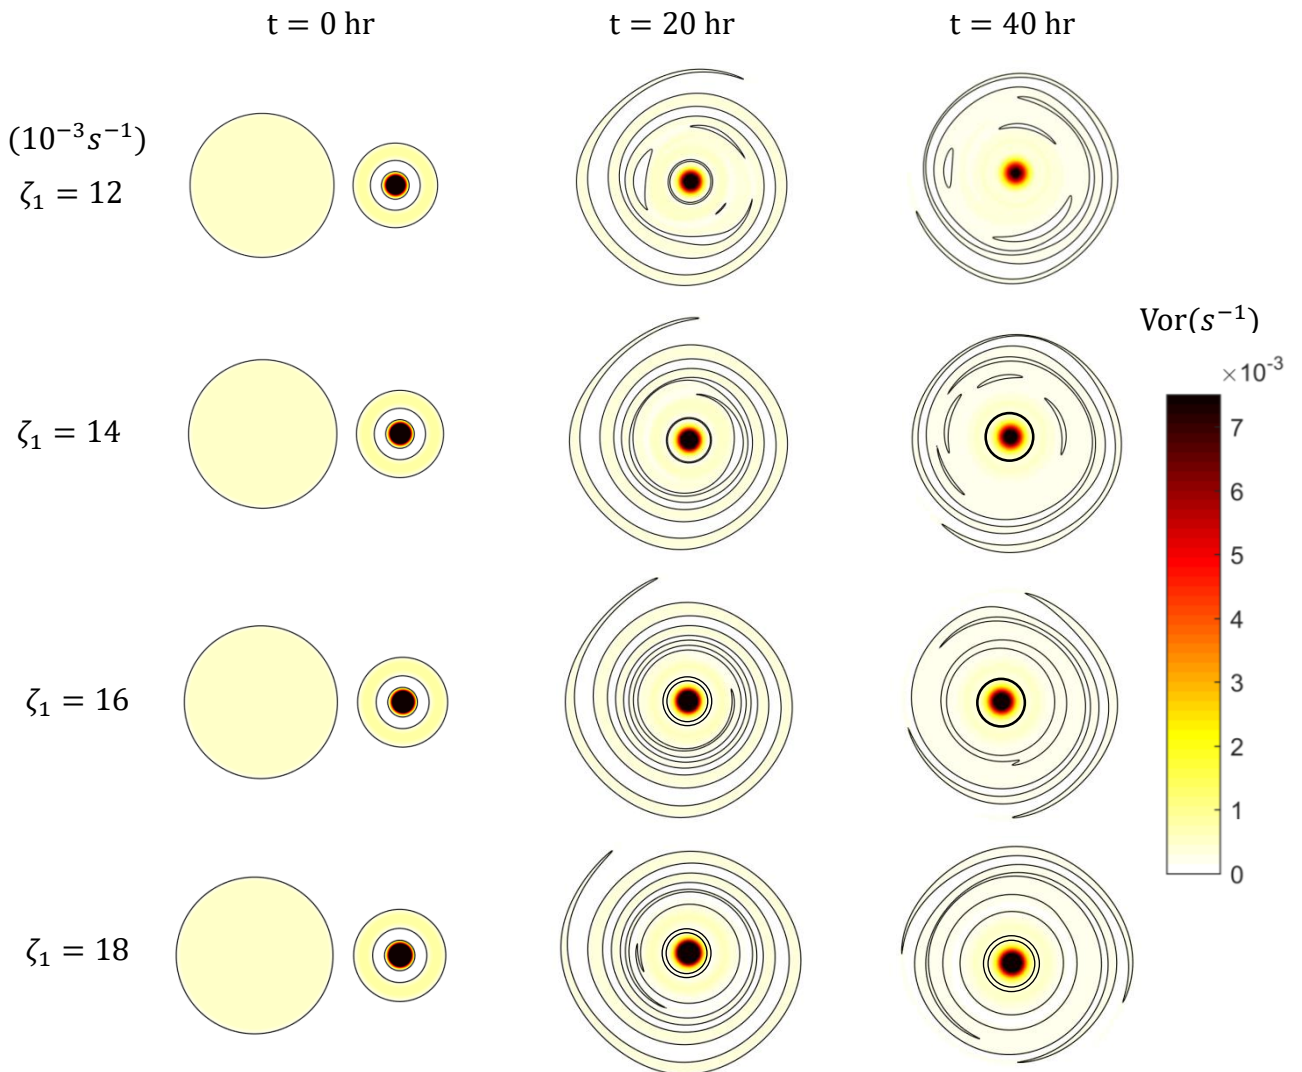 t = 0 hr t = 20 hr t = 40 hr
(10⁻³s⁻¹)
ζ₁ = 12
Vor(s⁻¹)
×10⁻³
ζ₁ = 14
7
6
5
4
ζ₁ = 16
3
2
1
0
ζ₁ = 18